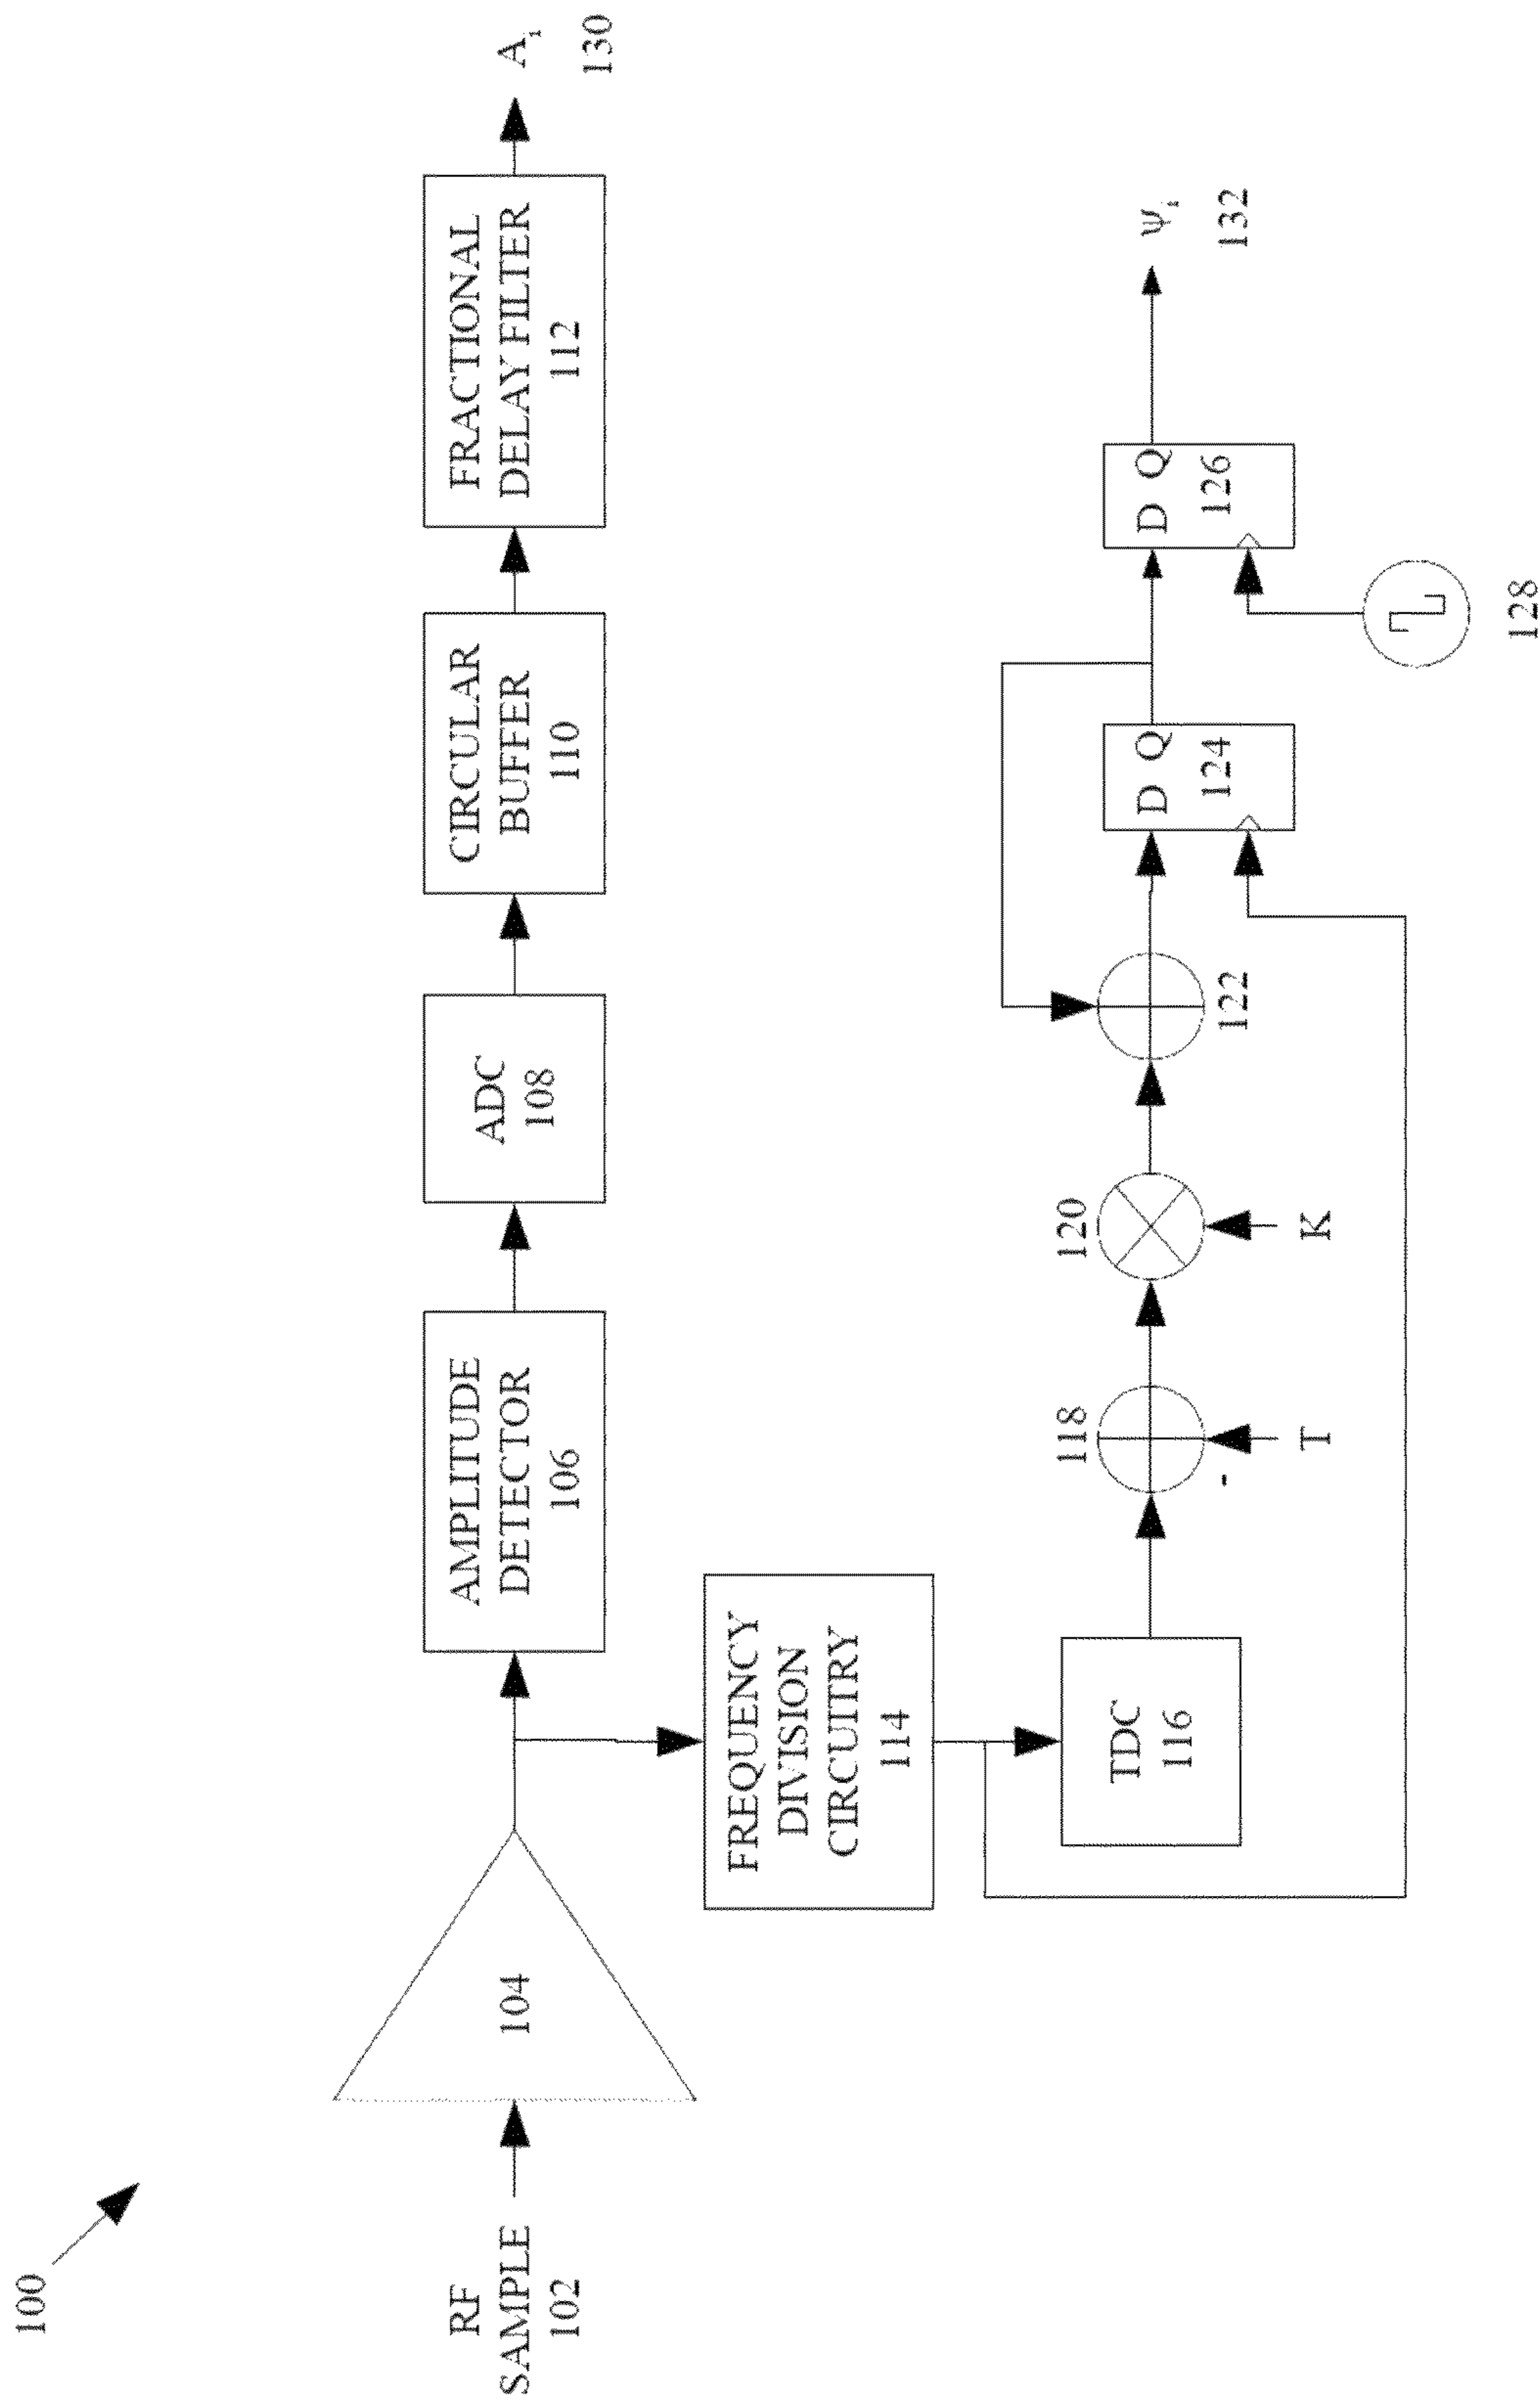 100
RF
SAMPLE
102
104
AMPLITUDE
DETECTOR
106
ADC
108
CIRCULAR
BUFFER
110
FRACTIONAL
DELAY FILTER
112
A₁
130
FREQUENCY
DIVISION
CIRCUITRY
114
TDC
116
118
-
T
120
K
122
D Q
124
D Q
126
128
ψ₁
132